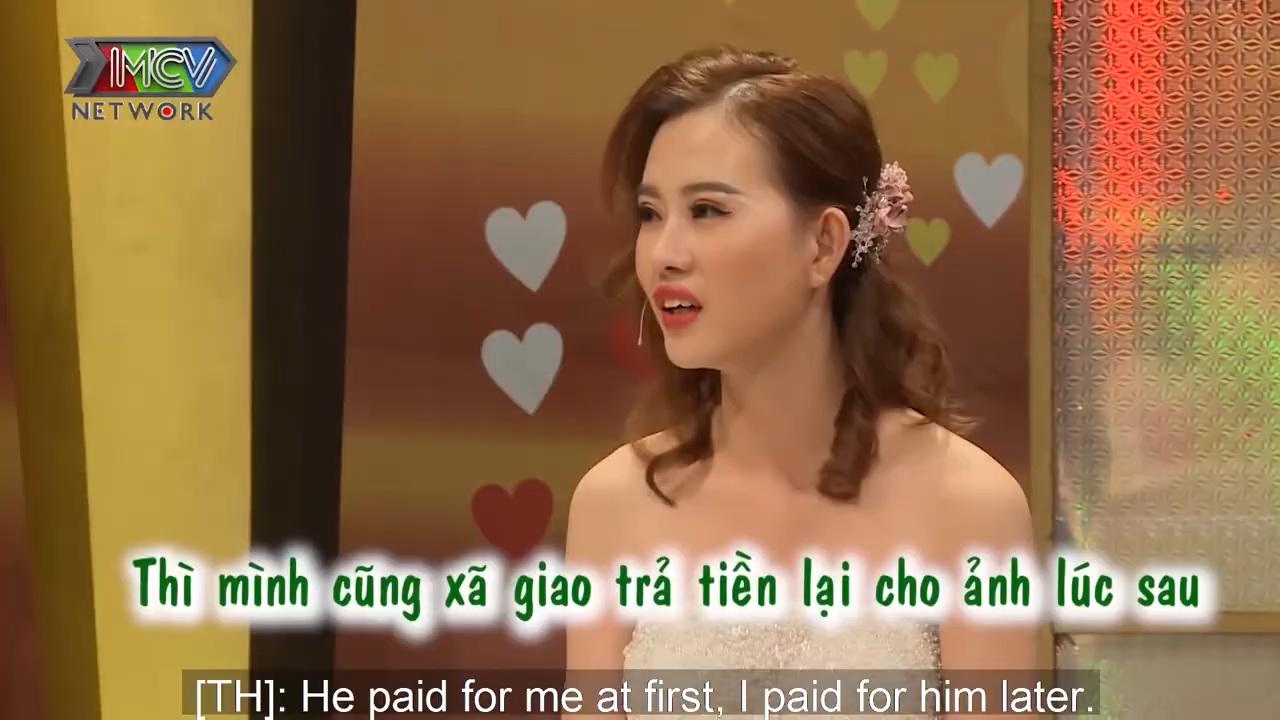 MCV
NETWORK
Thì mình cũng xã giao trả tiền lại cho ảnh lúc sau
[TH]: He paid for me at first, I paid for him later.